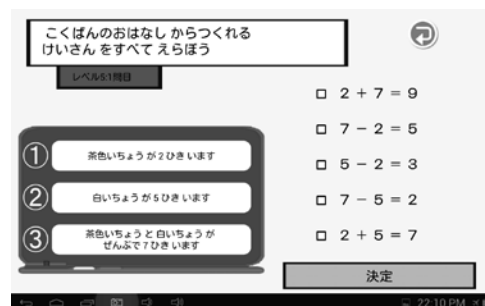 こくばんのおはなし からつくれる
けいさん をすべて えらぼう
レベル5:1問目
① 茶色いちょう が2ひき います
② 白いちょう が5ひき います
③ 茶色いちょう と 白いちょう が
ぜんぶで7ひき います
□ 2 + 7 = 9
□ 7 − 2 = 5
□ 5 − 2 = 3
□ 7 − 5 = 2
□ 2 + 5 = 7
決定
22:10 PM